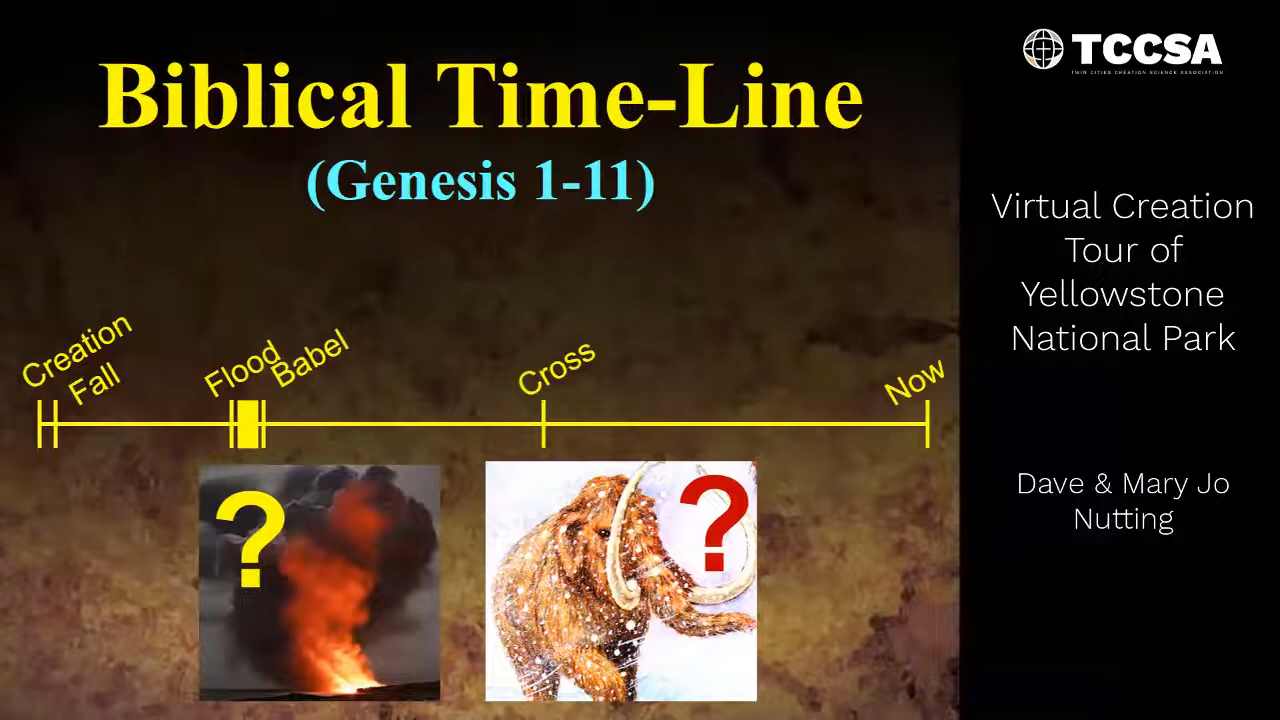 Biblical Time-Line
(Genesis 1-11)
Creation
Fall
Flood
Babel
Cross
Now
?
?
TCCSA
TWIN CITIES CREATION SCIENCE ASSOCIATION
Virtual Creation
Tour of
Yellowstone
National Park
Dave & Mary Jo
Nutting